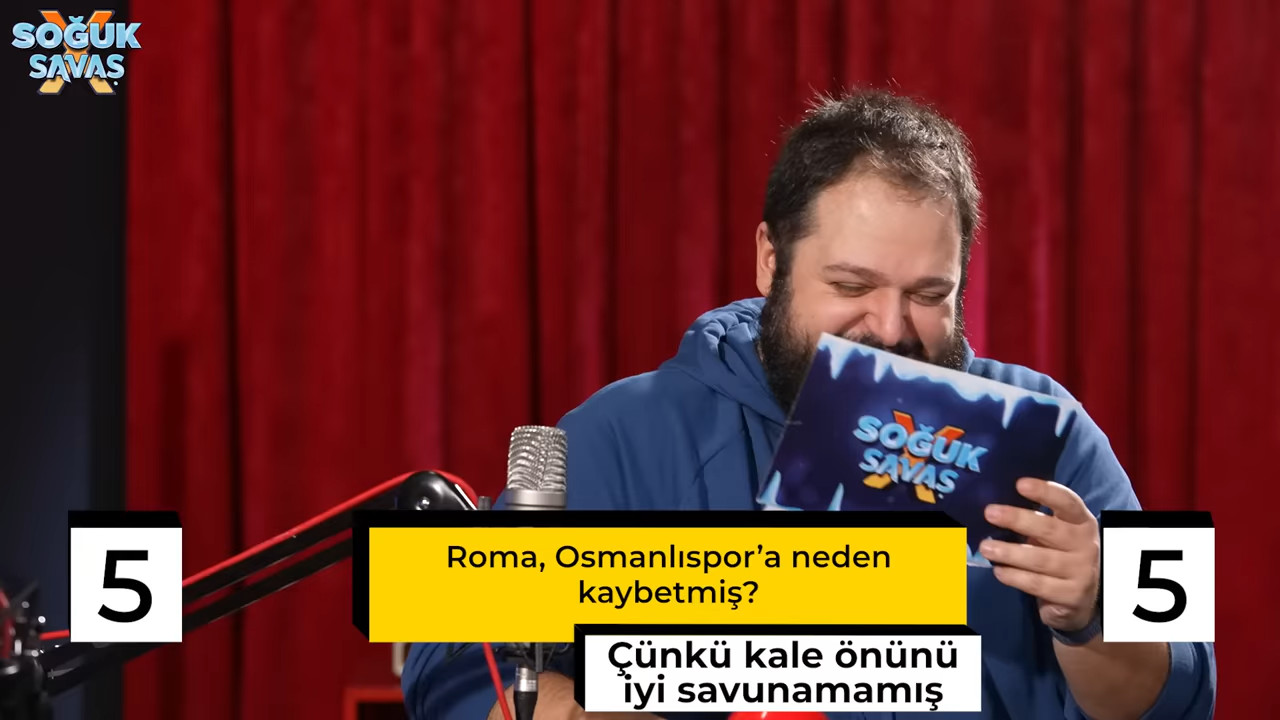 SOĞUK
SAVAŞ
SOĞUK
SAVAŞ
5
Roma, Osmanlıspor’a neden
kaybetmiş?
5
Çünkü kale önünü
iyi savunamamış